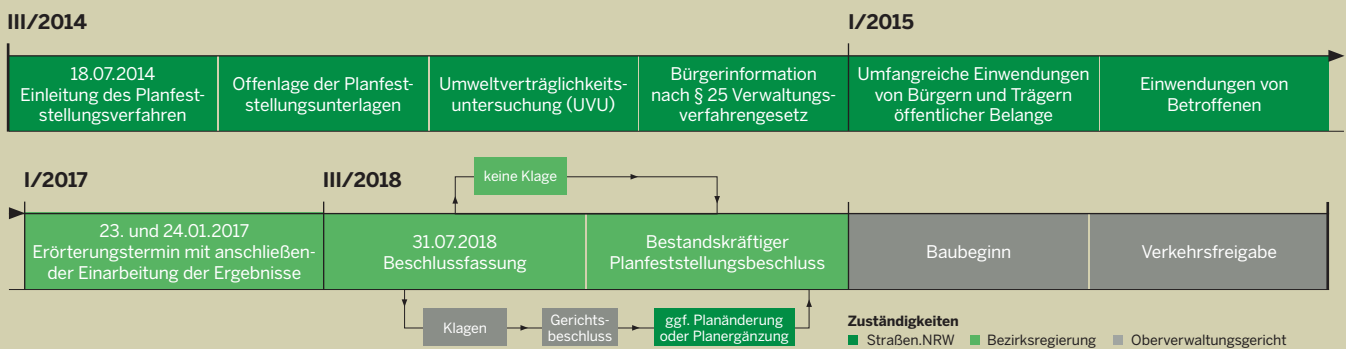 III/2014
I/2015
18.07.2014
Einleitung des Planfest-
stellungsverfahren
Offenlage der Planfest-
stellungsunterlagen
Umweltverträglichkeits-
untersuchung (UVU)
Bürgerinformation
nach § 25 Verwaltungs-
verfahrengesetz
Umfangreiche Einwendungen
von Bürgern und Trägern
öffentlicher Belange
Einwendungen von
Betroffenen
I/2017
III/2018
keine Klage
23. und 24.01.2017
Erörterungstermin mit anschließen-
der Einarbeitung der Ergebnisse
31.07.2018
Beschlussfassung
Bestandskräftiger
Planfeststellungsbeschluss
Baubeginn
Verkehrsfreigabe
Klagen
Gerichts-
beschluss
ggf. Planänderung
oder Planergänzung
Zuständigkeiten
Straßen.NRW
Bezirksregierung
Oberverwaltungsgericht